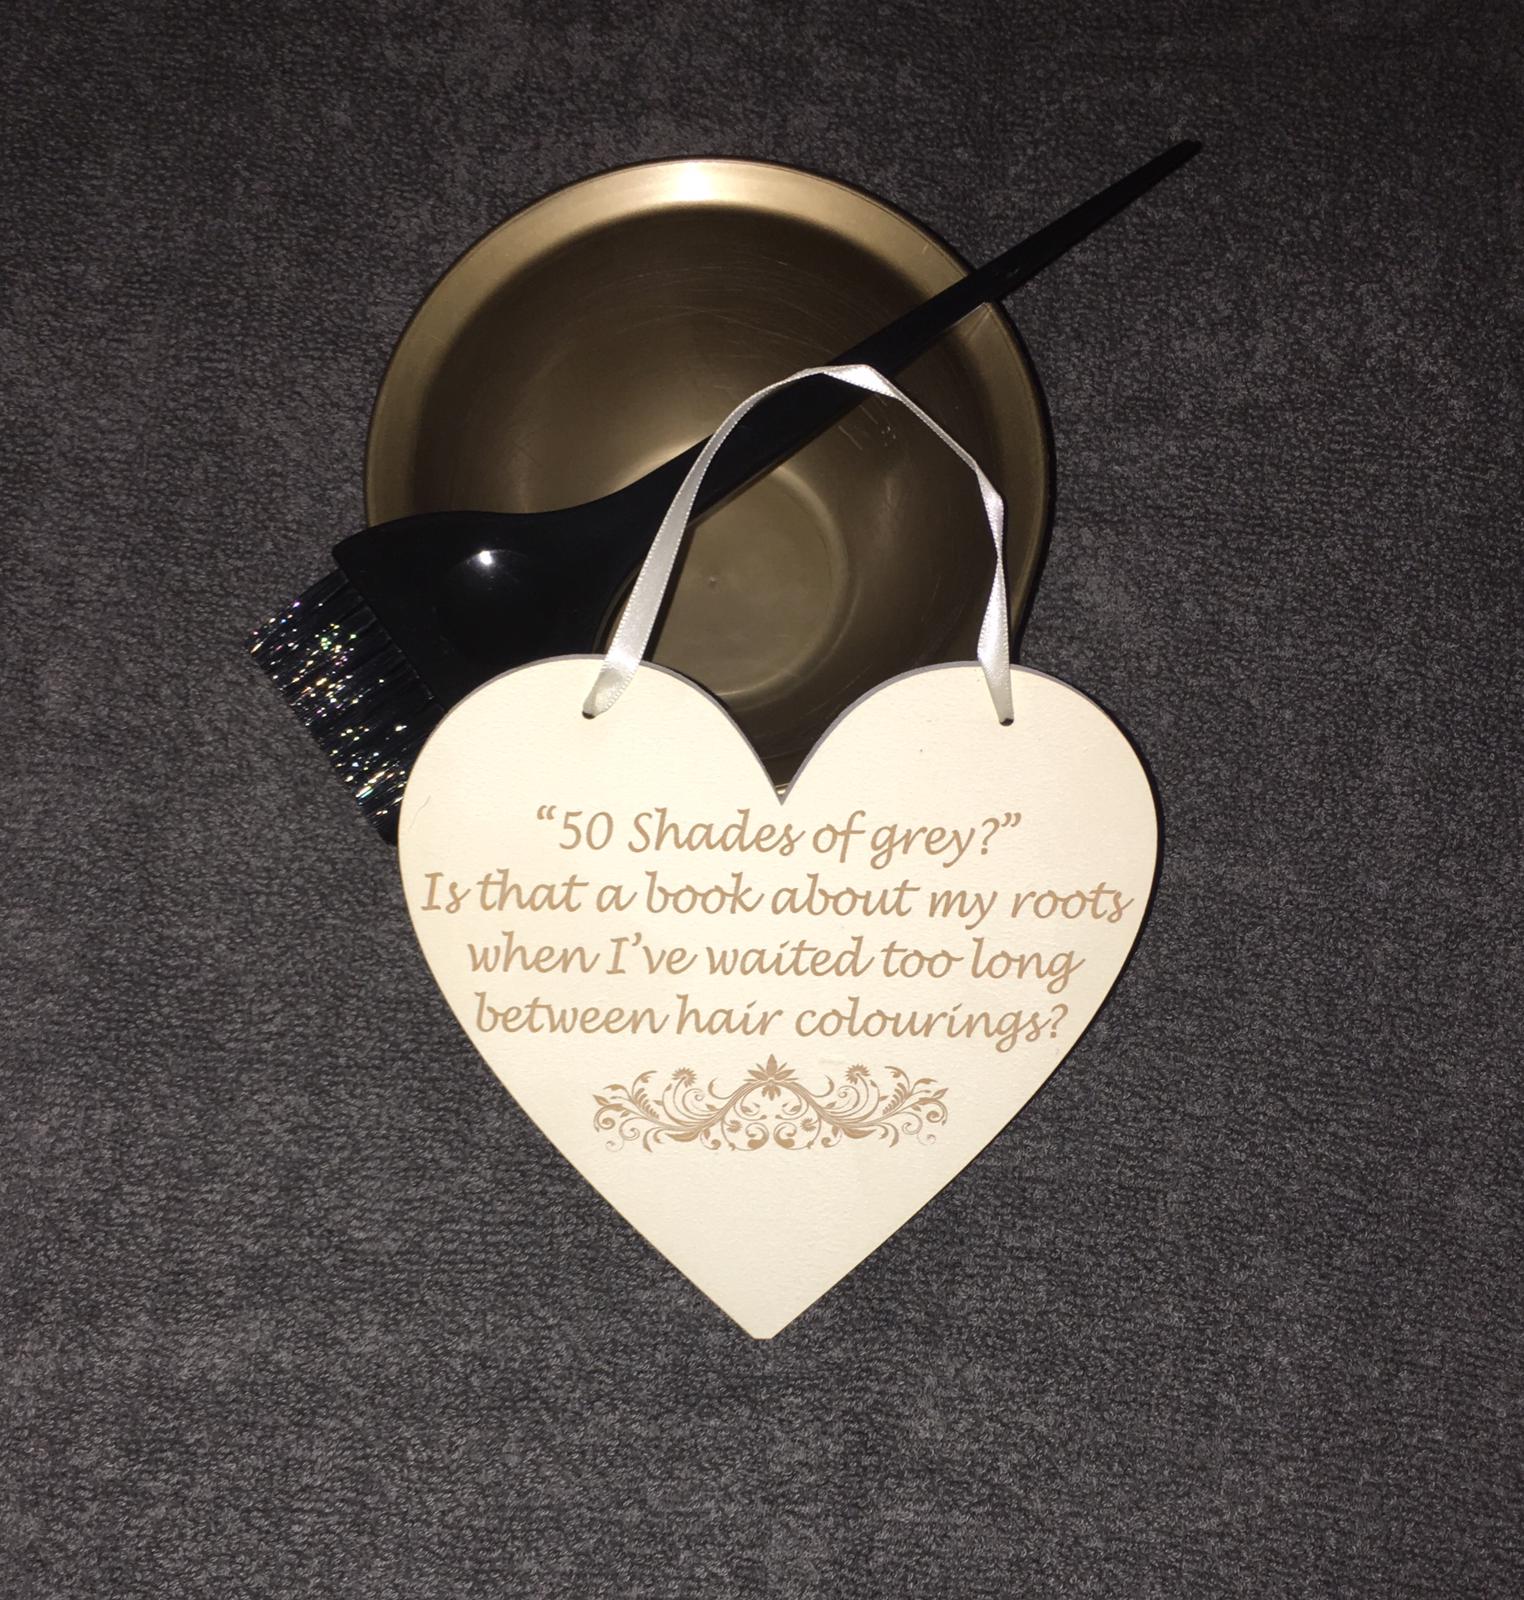 “50 Shades of grey?”
Is that a book about my roots
when I’ve waited too long
between hair colourings?